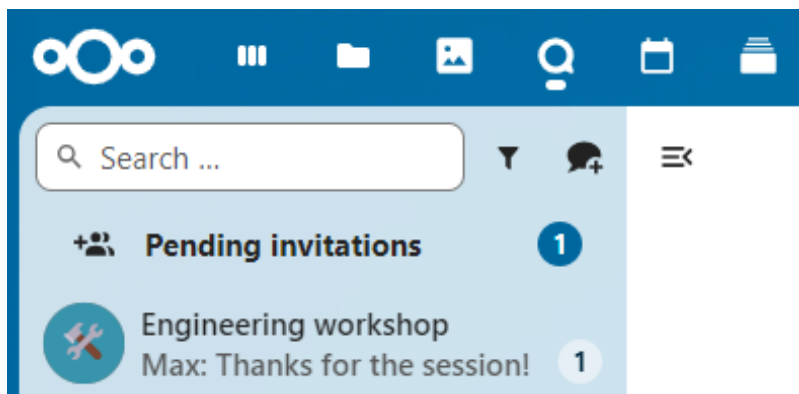 Search ...
Pending invitations 1
Engineering workshop
Max: Thanks for the session! 1